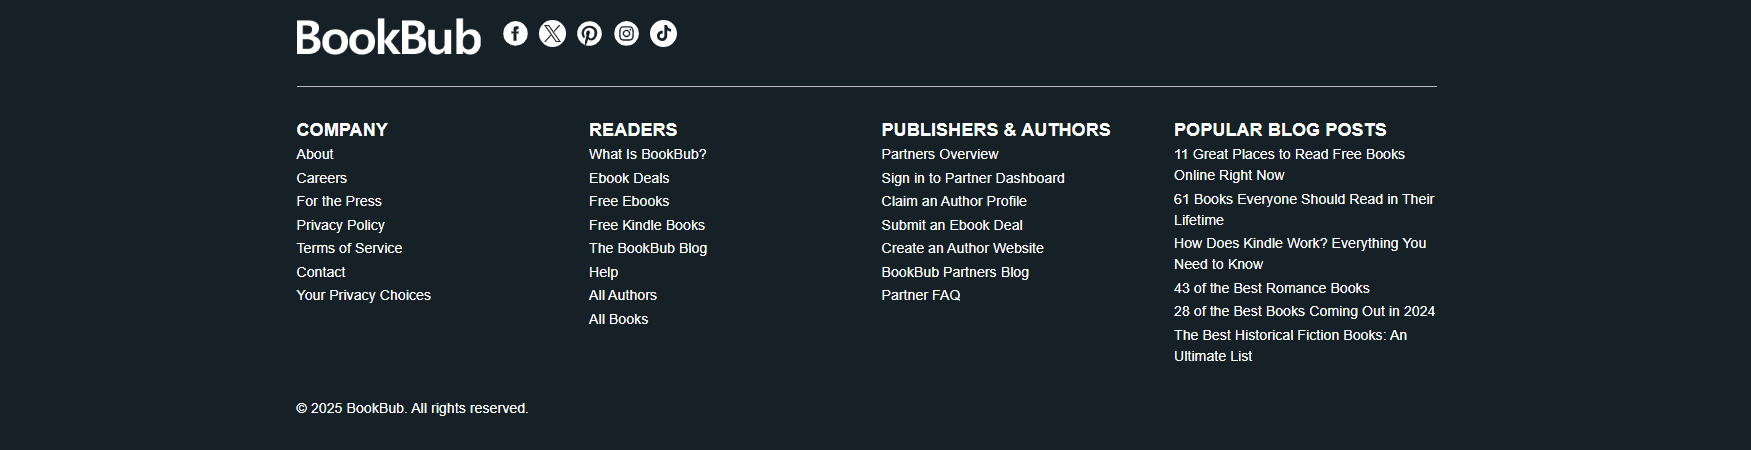 BookBub
COMPANY
About
Careers
For the Press
Privacy Policy
Terms of Service
Contact
Your Privacy Choices
READERS
What Is BookBub?
Ebook Deals
Free Ebooks
Free Kindle Books
The BookBub Blog
Help
All Authors
All Books
PUBLISHERS & AUTHORS
Partners Overview
Sign in to Partner Dashboard
Claim an Author Profile
Submit an Ebook Deal
Create an Author Website
BookBub Partners Blog
Partner FAQ
POPULAR BLOG POSTS
11 Great Places to Read Free Books
Online Right Now
61 Books Everyone Should Read in Their
Lifetime
How Does Kindle Work? Everything You
Need to Know
43 of the Best Romance Books
28 of the Best Books Coming Out in 2024
The Best Historical Fiction Books: An
Ultimate List
© 2025 BookBub. All rights reserved.